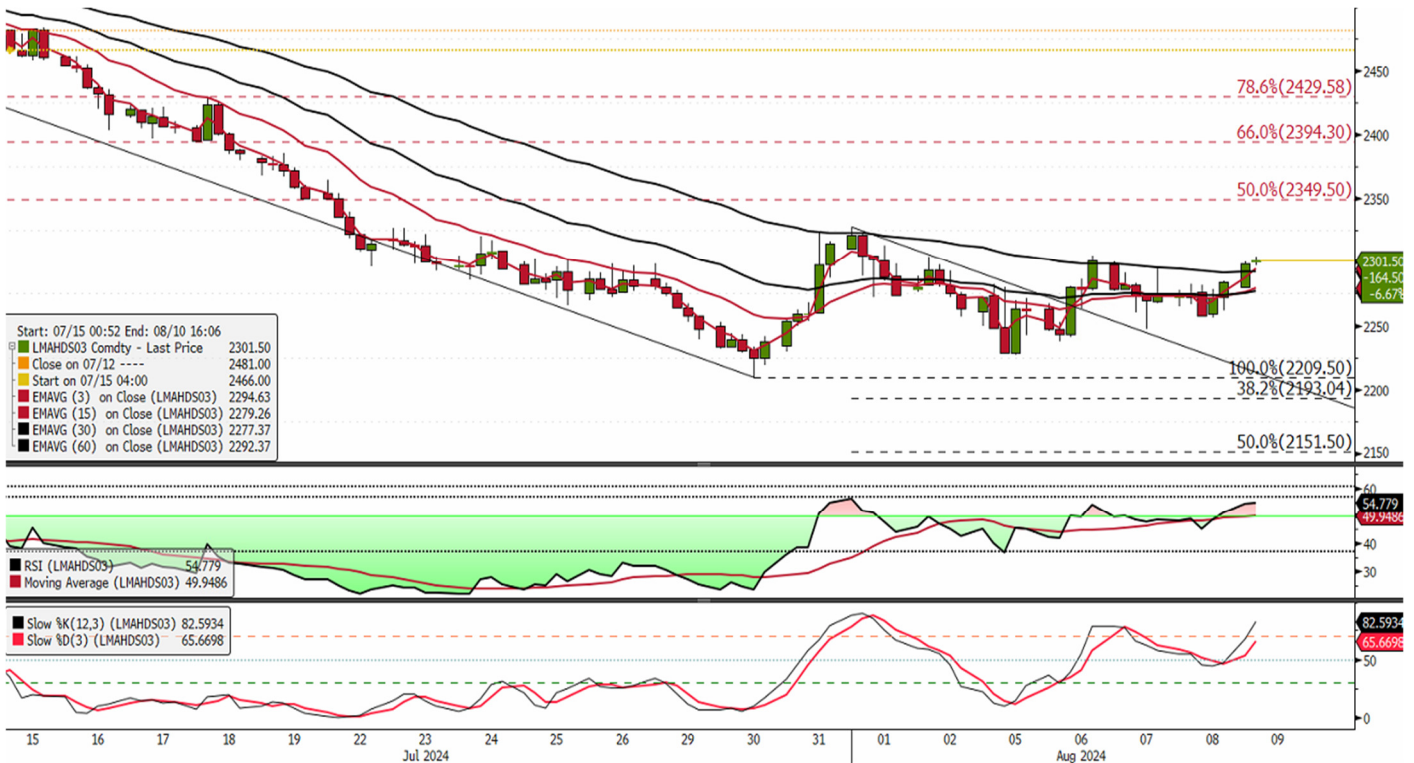 2450
2400
2350
2250
2200
2150
78.6%(2429.58)
66.0%(2394.30)
50.0%(2349.50)
100.0%(2209.50)
38.2%(2193.04)
50.0%(2151.50)
2301.50
-164.50
-6.67%
Start: 07/15 00:52 End: 08/10 16:06
LMAHDS03 Comdty - Last Price 2301.50
Close on 07/12 ---- 2481.00
Start on 07/15 04:00 2466.00
EMAVG (3) on Close (LMAHDS03) 2294.63
EMAVG (15) on Close (LMAHDS03) 2279.26
EMAVG (30) on Close (LMAHDS03) 2277.37
EMAVG (60) on Close (LMAHDS03) 2292.37
60
54.779
49.9486
40
30
RSI (LMAHDS03) 54.779
Moving Average (LMAHDS03) 49.9486
Slow %K(12,3) (LMAHDS03) 82.5934
Slow %D(3) (LMAHDS03) 65.6698
82.5934
65.6698
50
0
15 16 17 18 19 22 23 24 25 26 29 30 31 01 02 05 06 07 08 09
Jul 2024 Aug 2024